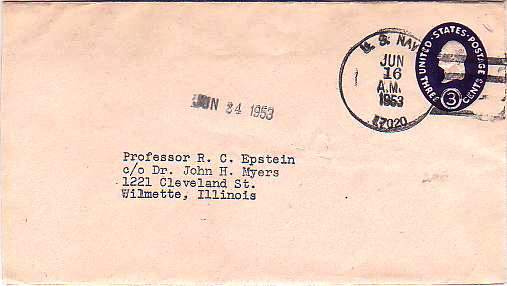 U. S. NAVY
JUN
16
A.M.
1953
17020
UNITED·STATES·POSTAGE
THREE 3 CENTS
JUN 24 1953
Professor R. C. Epstein
c/o Dr. John H. Myers
1221 Cleveland St.
Wilmette, Illinois